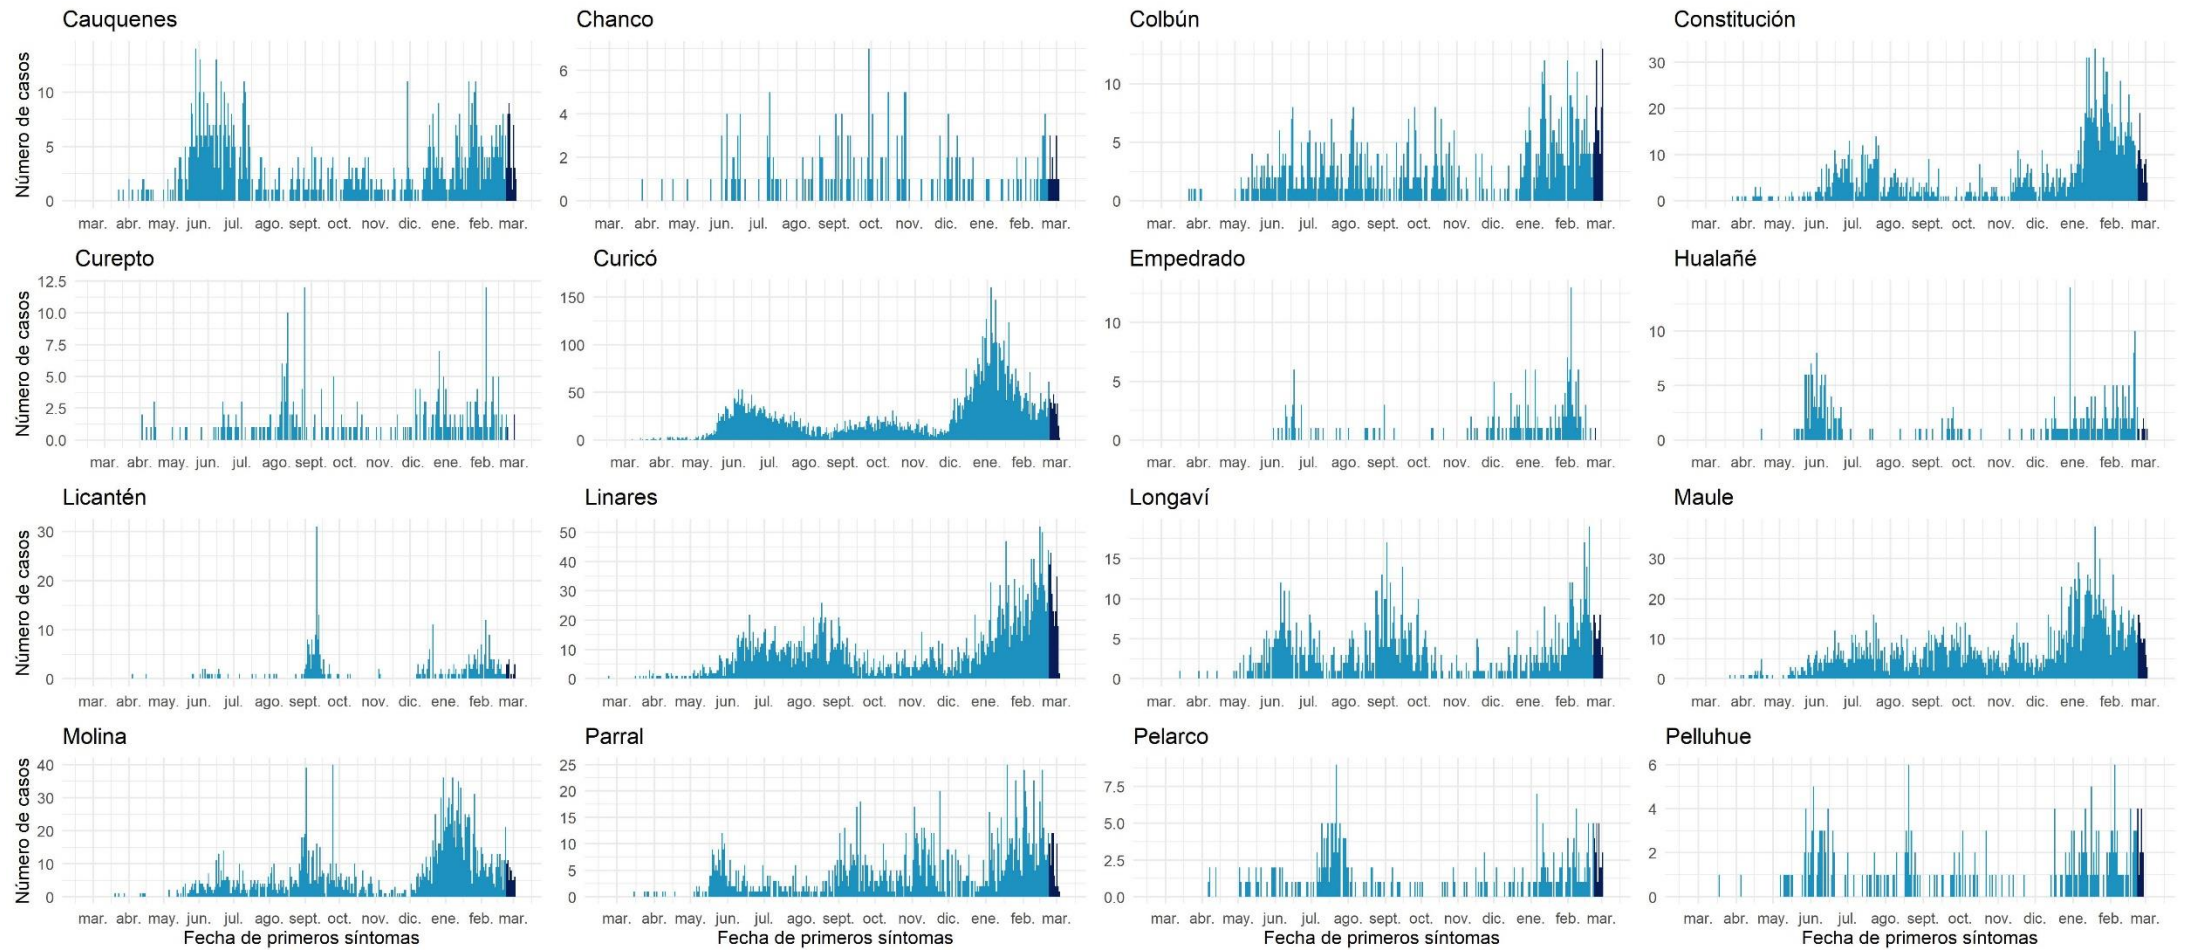 Cauquenes Chanco Colbún Constitución
Número de casos
10
5
0
6
4
2
0
10
5
0
30
20
10
0
mar. abr. may. jun. jul. ago. sept. oct. nov. dic. ene. feb. mar.
mar. abr. may. jun. jul. ago. sept. oct. nov. dic. ene. feb. mar.
mar. abr. may. jun. jul. ago. sept. oct. nov. dic. ene. feb. mar.
mar. abr. may. jun. jul. ago. sept. oct. nov. dic. ene. feb. mar.
Curepto Curicó Empedrado Hualañé
Número de casos
12.5
10.0
7.5
5.0
2.5
0.0
150
100
50
0
10
5
0
10
5
0
mar. abr. may. jun. jul. ago. sept. oct. nov. dic. ene. feb. mar.
mar. abr. may. jun. jul. ago. sept. oct. nov. dic. ene. feb. mar.
mar. abr. may. jun. jul. ago. sept. oct. nov. dic. ene. feb. mar.
mar. abr. may. jun. jul. ago. sept. oct. nov. dic. ene. feb. mar.
Licantén Linares Longaví Maule
Número de casos
30
20
10
0
50
40
30
20
10
0
15
10
5
0
30
20
10
0
mar. abr. may. jun. jul. ago. sept. oct. nov. dic. ene. feb. mar.
mar. abr. may. jun. jul. ago. sept. oct. nov. dic. ene. feb. mar.
mar. abr. may. jun. jul. ago. sept. oct. nov. dic. ene. feb. mar.
mar. abr. may. jun. jul. ago. sept. oct. nov. dic. ene. feb. mar.
Molina Parral Pelarco Pelluhue
Número de casos
40
30
20
10
0
25
20
15
10
5
0
7.5
5.0
2.5
0.0
6
4
2
0
mar. abr. may. jun. jul. ago. sept. oct. nov. dic. ene. feb. mar.
mar. abr. may. jun. jul. ago. sept. oct. nov. dic. ene. feb. mar.
mar. abr. may. jun. jul. ago. sept. oct. nov. dic. ene. feb. mar.
mar. abr. may. jun. jul. ago. sept. oct. nov. dic. ene. feb. mar.
Fecha de primeros síntomas
Fecha de primeros síntomas
Fecha de primeros síntomas
Fecha de primeros síntomas